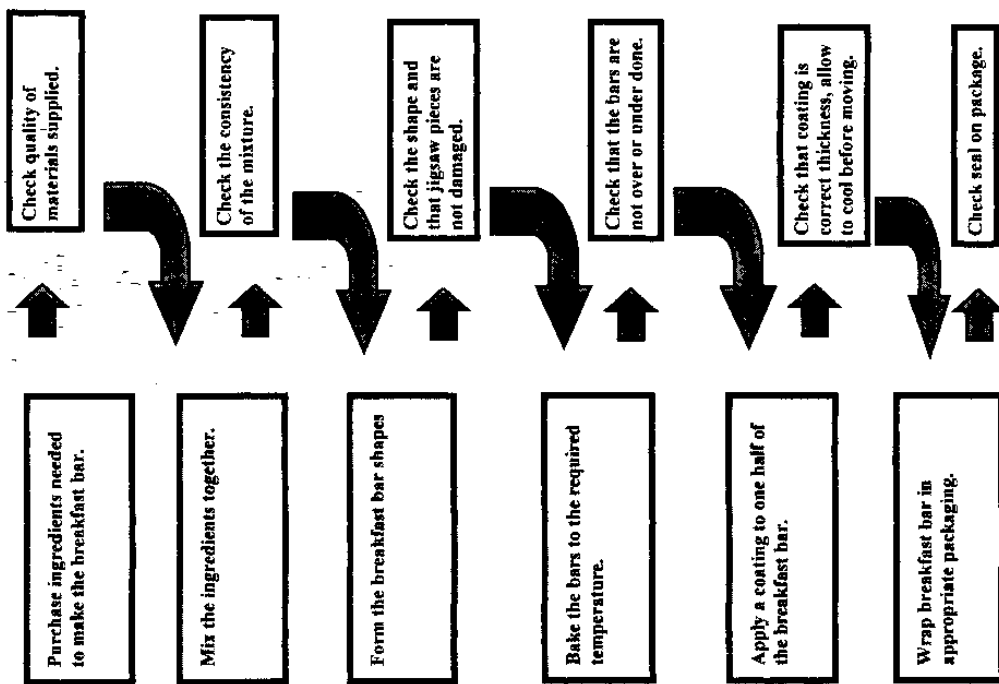 Purchase ingredients needed
to make the breakfast bar.
Check quality of
materials supplied.
Mix the ingredients together.
Check the consistency
of the mixture.
Form the breakfast bar shapes
Check the shape and
that jigsaw pieces are
not damaged.
Bake the bars to the required
temperature.
Check that the bars are
not over or under done.
Apply a coating to one half of
the breakfast bar.
Check that coating is
correct thickness, allow
to cool before moving.
Wrap breakfast bar in
appropriate packaging.
Check seal on package.